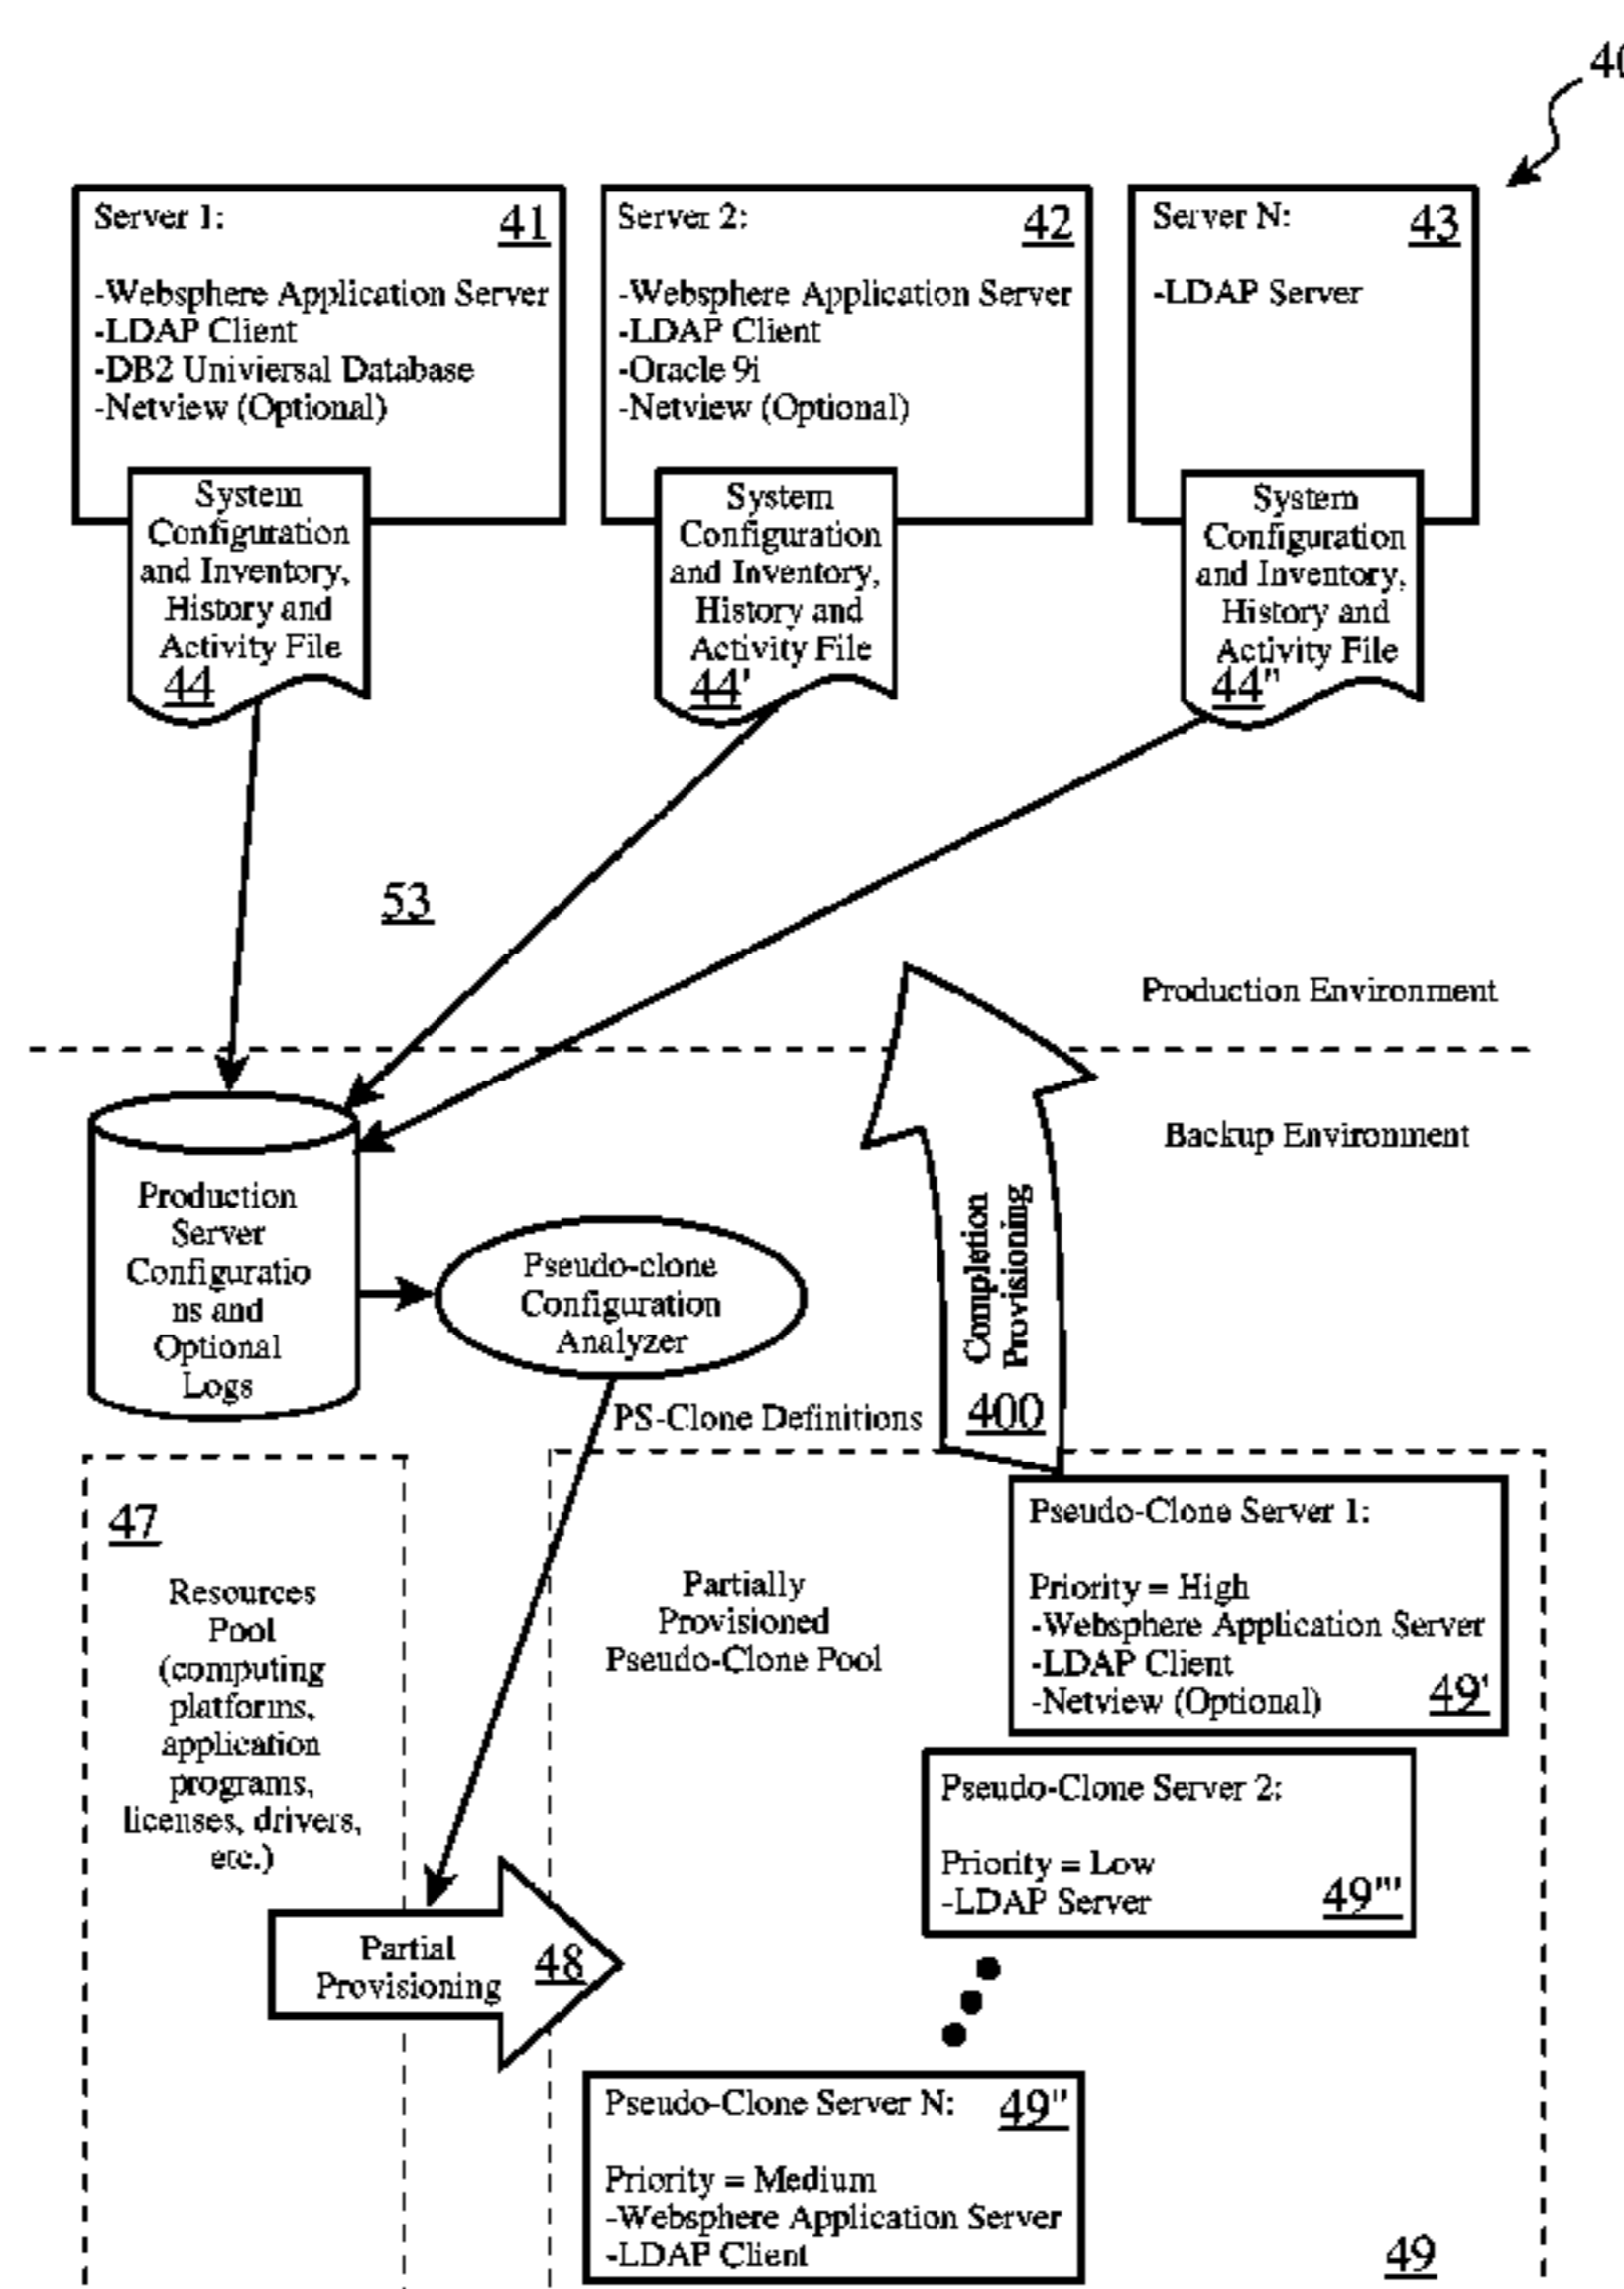 40
Server 1:
41
-Websphere Application Server
-LDAP Client
-DB2 Univiersal Database
-Netview (Optional)
System
Configuration
and Inventory,
History and
Activity File
44
Server 2:
42
-Websphere Application Server
-LDAP Client
-Oracle 9i
-Netview (Optional)
System
Configuration
and Inventory,
History and
Activity File
44'
Server N:
43
-LDAP Server
System
Configuration
and Inventory,
History and
Activity File
44"
53
Production Environment
Backup Environment
Production
Server
Configuratio
ns and
Optional
Logs
Pseudo-clone
Configuration
Analyzer
PS-Clone Definitions
Completion
Provisioning
400
47
Resources
Pool
(computing
platforms,
application
programs,
licenses, drivers,
etc.)
Partial
Provisioning
48
Partially
Provisioned
Pseudo-Clone Pool
Pseudo-Clone Server 1:
Priority = High
-Websphere Application Server
-LDAP Client
-Netview (Optional)
49'
Pseudo-Clone Server 2:
Priority = Low
-LDAP Server
49'''
Pseudo-Clone Server N:
49"
Priority = Medium
-Websphere Application Server
-LDAP Client
49